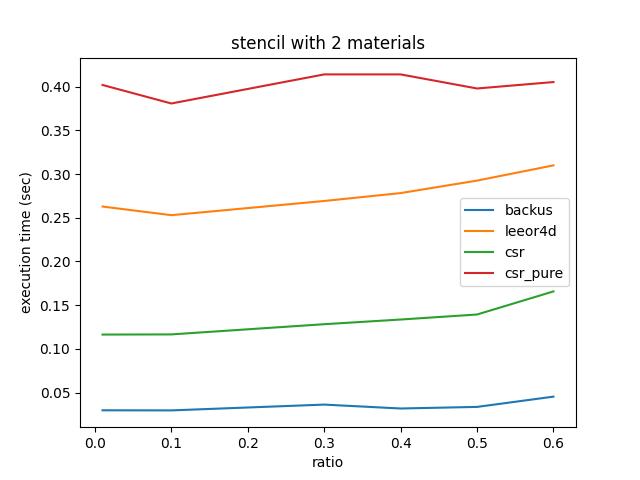 stencil with 2 materials
execution time (sec)
0.40
0.35
0.30
0.25
0.20
0.15
0.10
0.05
backus
leeor4d
csr
csr_pure
0.0 0.1 0.2 0.3 0.4 0.5 0.6
ratio